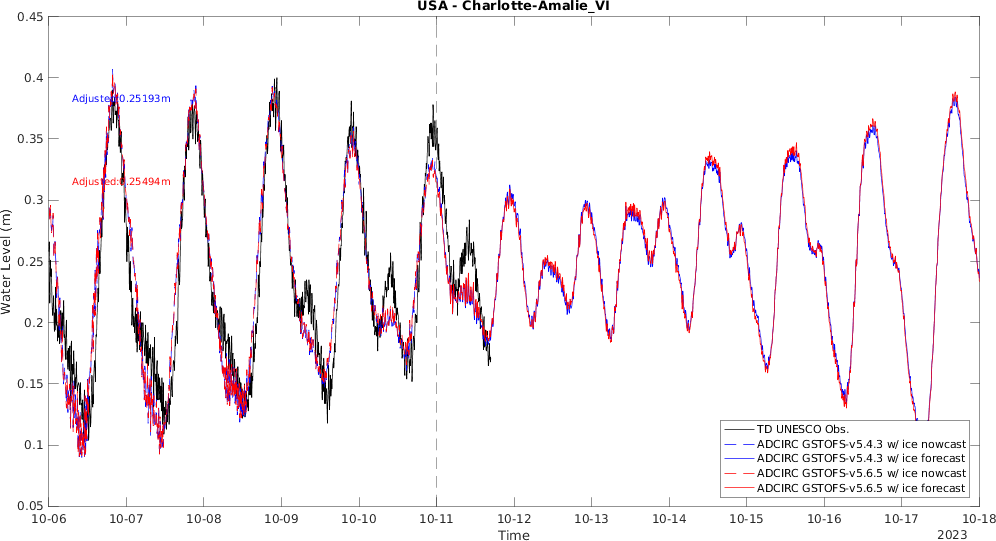 USA - Charlotte-Amalie_VI
0.45
0.4
0.35
0.3
0.25
0.2
0.15
0.1
0.05
Water Level (m)
Adjusted:0.25193m
Adjusted:0.25494m
TD UNESCO Obs.
ADCIRC GSTOFS-v5.4.3 w/ ice nowcast
ADCIRC GSTOFS-v5.4.3 w/ ice forecast
ADCIRC GSTOFS-v5.6.5 w/ ice nowcast
ADCIRC GSTOFS-v5.6.5 w/ ice forecast
10-06 10-07 10-08 10-09 10-10 10-11 10-12 10-13 10-14 10-15 10-16 10-17 10-18
Time
2023